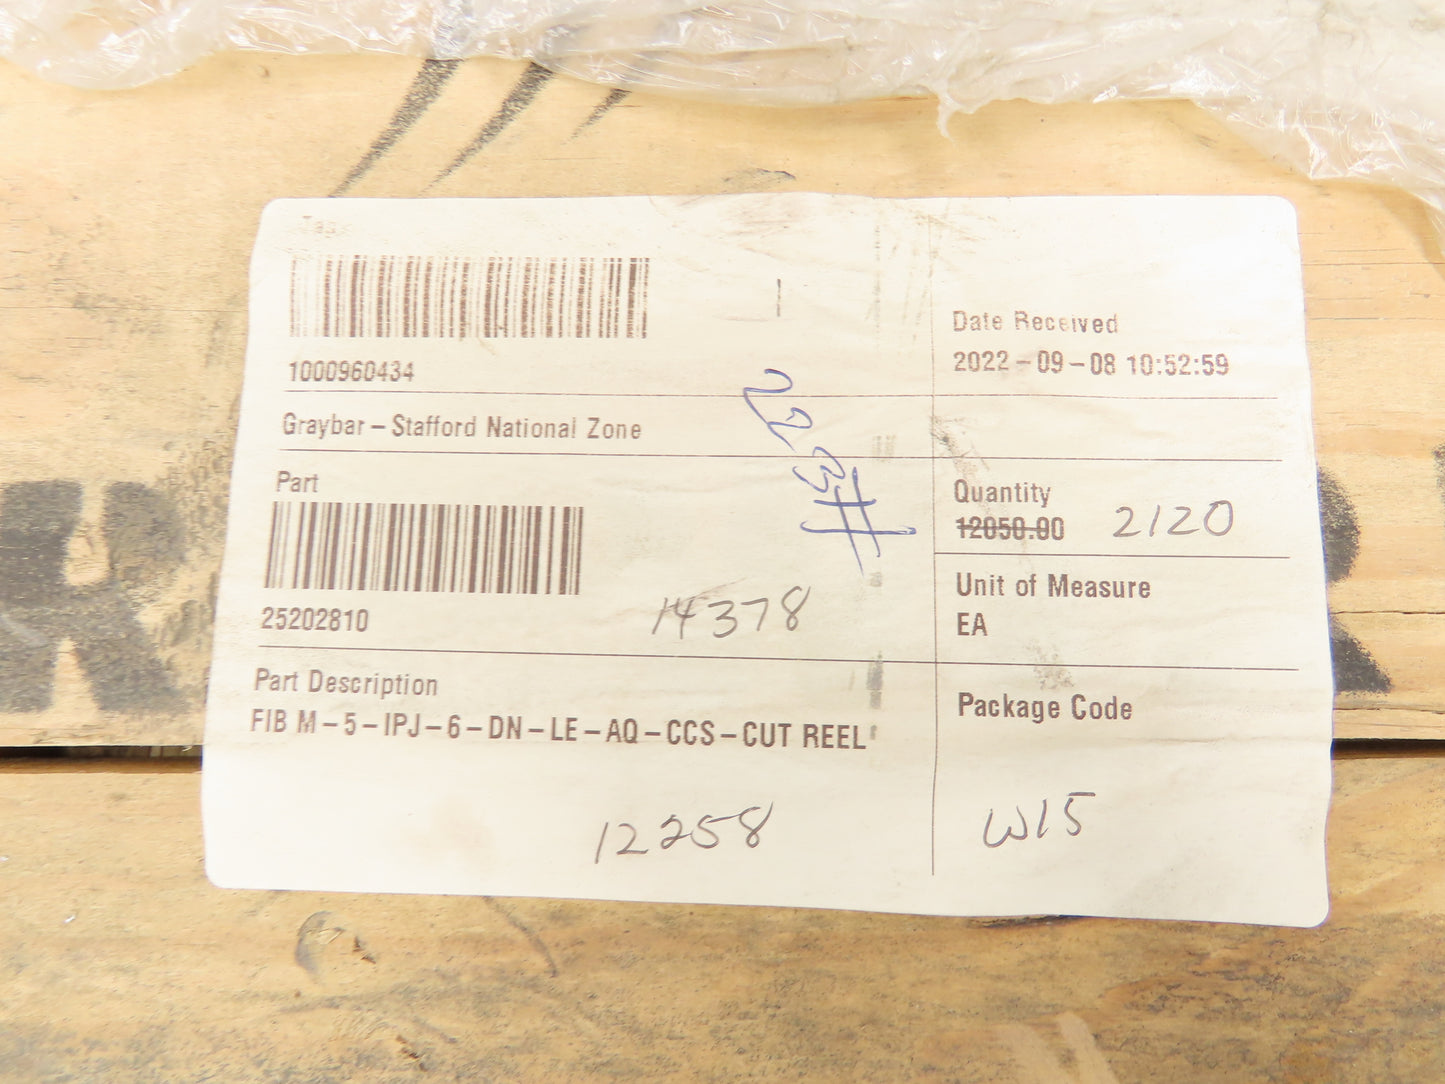 Tag
1000960434
Date Received
2022-09-08 10:52:59
Graybar-Stafford National Zone
223#
Part
25202810
14378
Quantity
12050.00 2120
Unit of Measure
EA
Part Description
FIB M-5-IPJ-6-DN-LE-AQ-CCS-CUT REEL
12258
Package Code
W15
K
R